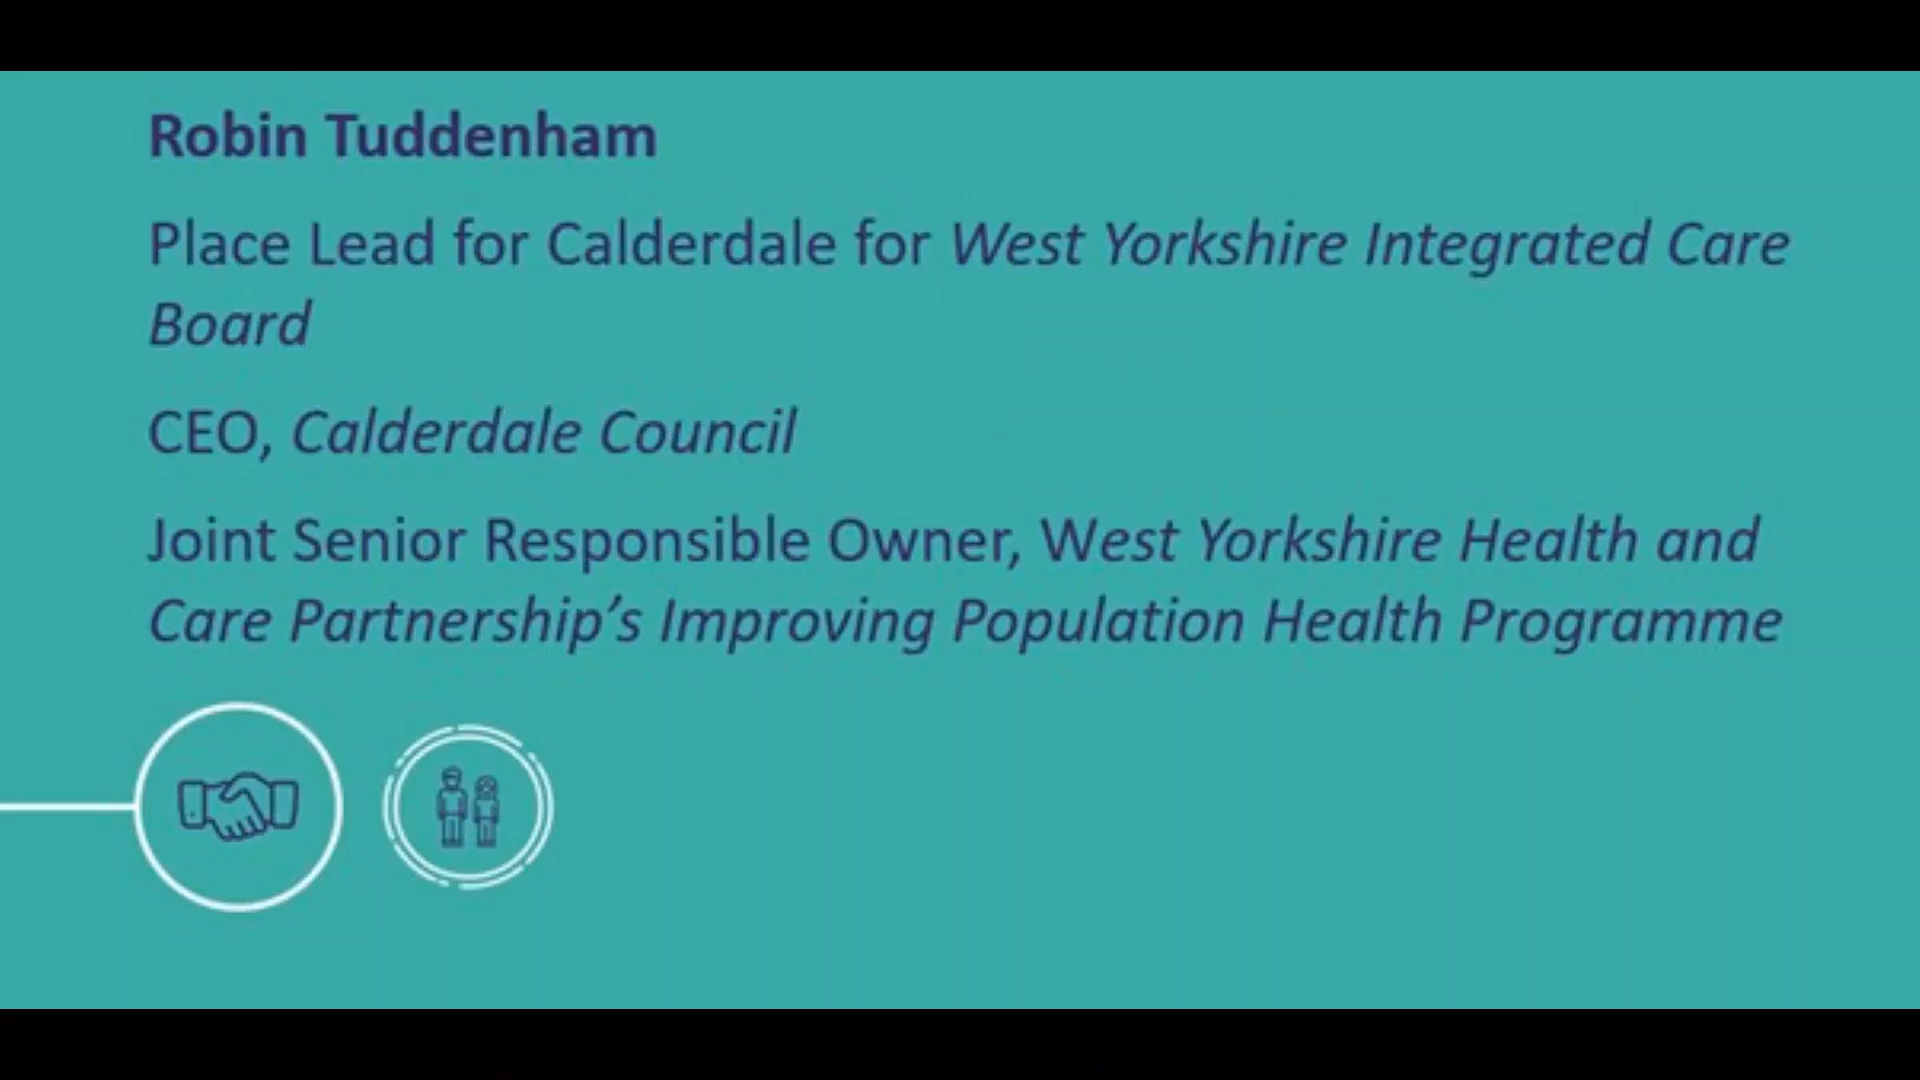 Robin Tuddenham
Place Lead for Calderdale for West Yorkshire Integrated Care
Board
CEO, Calderdale Council
Joint Senior Responsible Owner, West Yorkshire Health and
Care Partnership’s Improving Population Health Programme